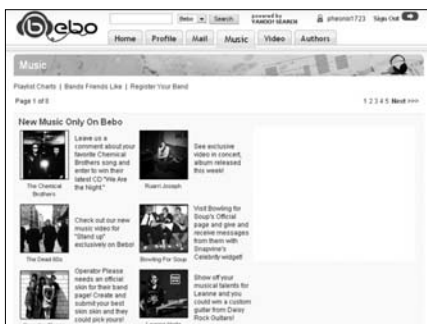 Bebo
Bebo Search
powered by YAHOO! SEARCH
pheonix1723 Sign Out
Home Profile Mail Music Video Authors
Music
Playlist Charts | Bands Friends Like | Register Your Band
Page 1 of 8
1 2 3 4 5 Next >>>
New Music Only On Bebo
Leave us a
comment about your
favorite Chemical
Brothers song and
enter to win their
latest CD "We Are
the Night."
The Chemical
Brothers
See exclusive
video in concert,
album released
this week!
Ruarri Joseph
Check out our new
music video for
"Stand up"
exclusively on Bebo!
The Dead 60s
Visit Bowling for
Soup's Official
page and give and
receive messages
from them with
Snapvine's
Celebrity widget!
Bowling For Soup
Operator Please
needs an official
skin for their band
page! Create and
submit your best
skin skin and they
could pick yours!
Show off your
musical talents for
Leanne and you
could win a custom
guitar from Daisy
Rock Guitars!